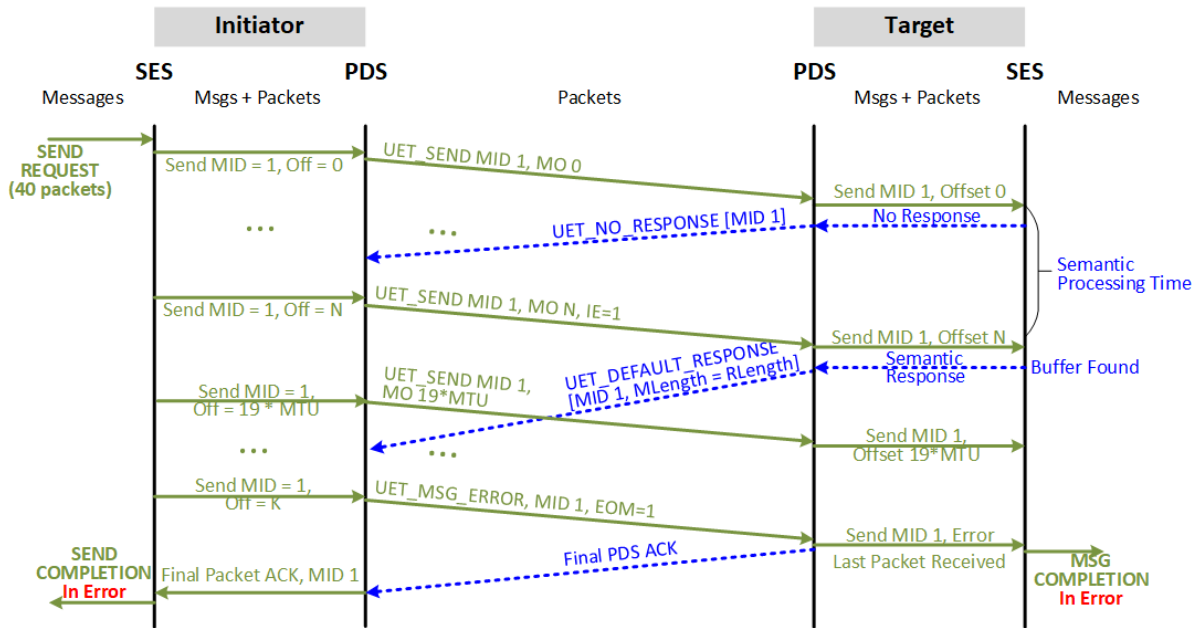 Initiator
Target
SES
PDS
PDS
SES
Messages
Msgs + Packets
Packets
Msgs + Packets
Messages
SEND
REQUEST
(40 packets)
Send MID = 1, Off = 0
UET_SEND MID 1, MO 0
Send MID 1, Offset 0
No Response
UET_NO_RESPONSE [MID 1]
...
...
Semantic
Processing Time
Send MID = 1, Off = N
UET_SEND MID 1, MO N, IE=1
Send MID 1, Offset N
Semantic
Response
Buffer Found
UET_DEFAULT_RESPONSE
[MID 1, MLength = RLength]
Send MID = 1,
Off = 19 * MTU
UET_SEND MID 1,
MO 19*MTU
Send MID 1,
Offset 19*MTU
...
...
Send MID = 1,
Off = K
UET_MSG_ERROR, MID 1, EOM=1
Send MID 1, Error
Last Packet Received
Final PDS ACK
Final Packet ACK, MID 1
SEND
COMPLETION
In Error
MSG
COMPLETION
In Error